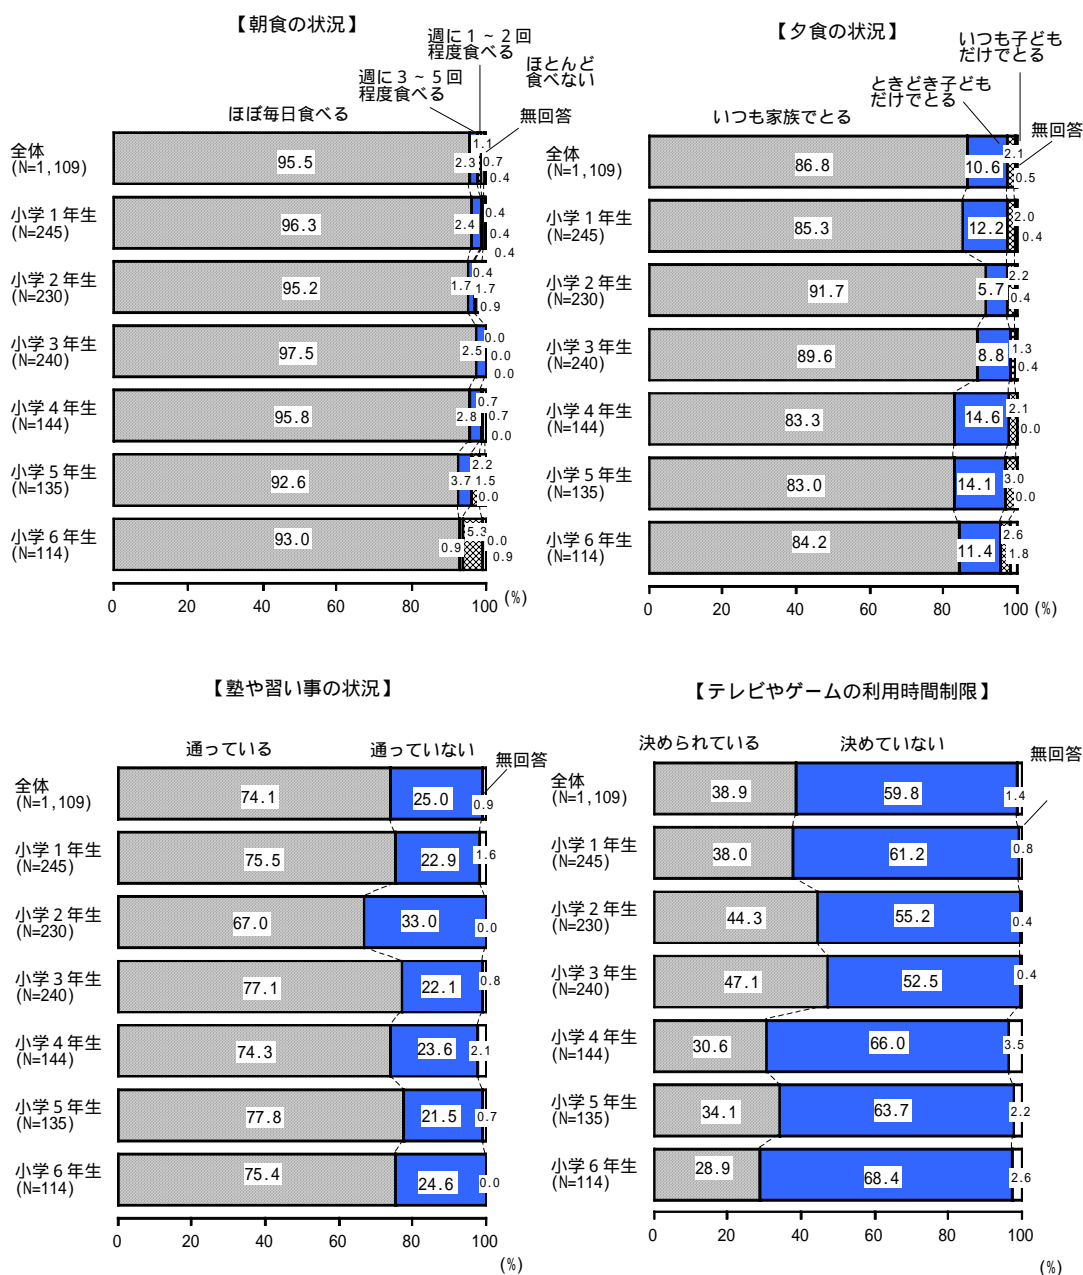 【朝食の状況】
週に１～２回
程度食べる
ほとんど
食べない
週に３～５回
程度食べる
ほぼ毎日食べる
無回答
全体
(N=1,109)
95.5
2.3
1.1
0.7
0.4
小学１年生
(N=245)
96.3
2.4
0.4
0.4
0.4
小学２年生
(N=230)
95.2
1.7
0.4
1.7
0.9
小学３年生
(N=240)
97.5
2.5
0.0
0.0
0.0
小学４年生
(N=144)
95.8
2.8
0.7
0.7
0.0
小学５年生
(N=135)
92.6
3.7
2.2
1.5
0.0
小学６年生
(N=114)
93.0
0.9
5.3
0.0
0.9
0 20 40 60 80 100 (%)
【夕食の状況】
いつも子ども
だけでとる
ときどき子ども
だけでとる
いつも家族でとる
無回答
全体
(N=1,109)
86.8
10.6
2.1
0.5
小学１年生
(N=245)
85.3
12.2
2.0
0.4
小学２年生
(N=230)
91.7
5.7
2.2
0.4
小学３年生
(N=240)
89.6
8.8
1.3
0.4
小学４年生
(N=144)
83.3
14.6
2.1
0.0
小学５年生
(N=135)
83.0
14.1
3.0
0.0
小学６年生
(N=114)
84.2
11.4
2.6
1.8
0 20 40 60 80 100 (%)
【塾や習い事の状況】
通っている
通っていない
無回答
全体
(N=1,109)
74.1
25.0
0.9
小学１年生
(N=245)
75.5
22.9
1.6
小学２年生
(N=230)
67.0
33.0
0.0
小学３年生
(N=240)
77.1
22.1
0.8
小学４年生
(N=144)
74.3
23.6
2.1
小学５年生
(N=135)
77.8
21.5
0.7
小学６年生
(N=114)
75.4
24.6
0.0
0 20 40 60 80 100
(%)
【テレビやゲームの利用時間制限】
決められている
決めていない
無回答
全体
(N=1,109)
38.9
59.8
1.4
小学１年生
(N=245)
38.0
61.2
0.8
小学２年生
(N=230)
44.3
55.2
0.4
小学３年生
(N=240)
47.1
52.5
0.4
小学４年生
(N=144)
30.6
66.0
3.5
小学５年生
(N=135)
34.1
63.7
2.2
小学６年生
(N=114)
28.9
68.4
2.6
0 20 40 60 80 100
(%)